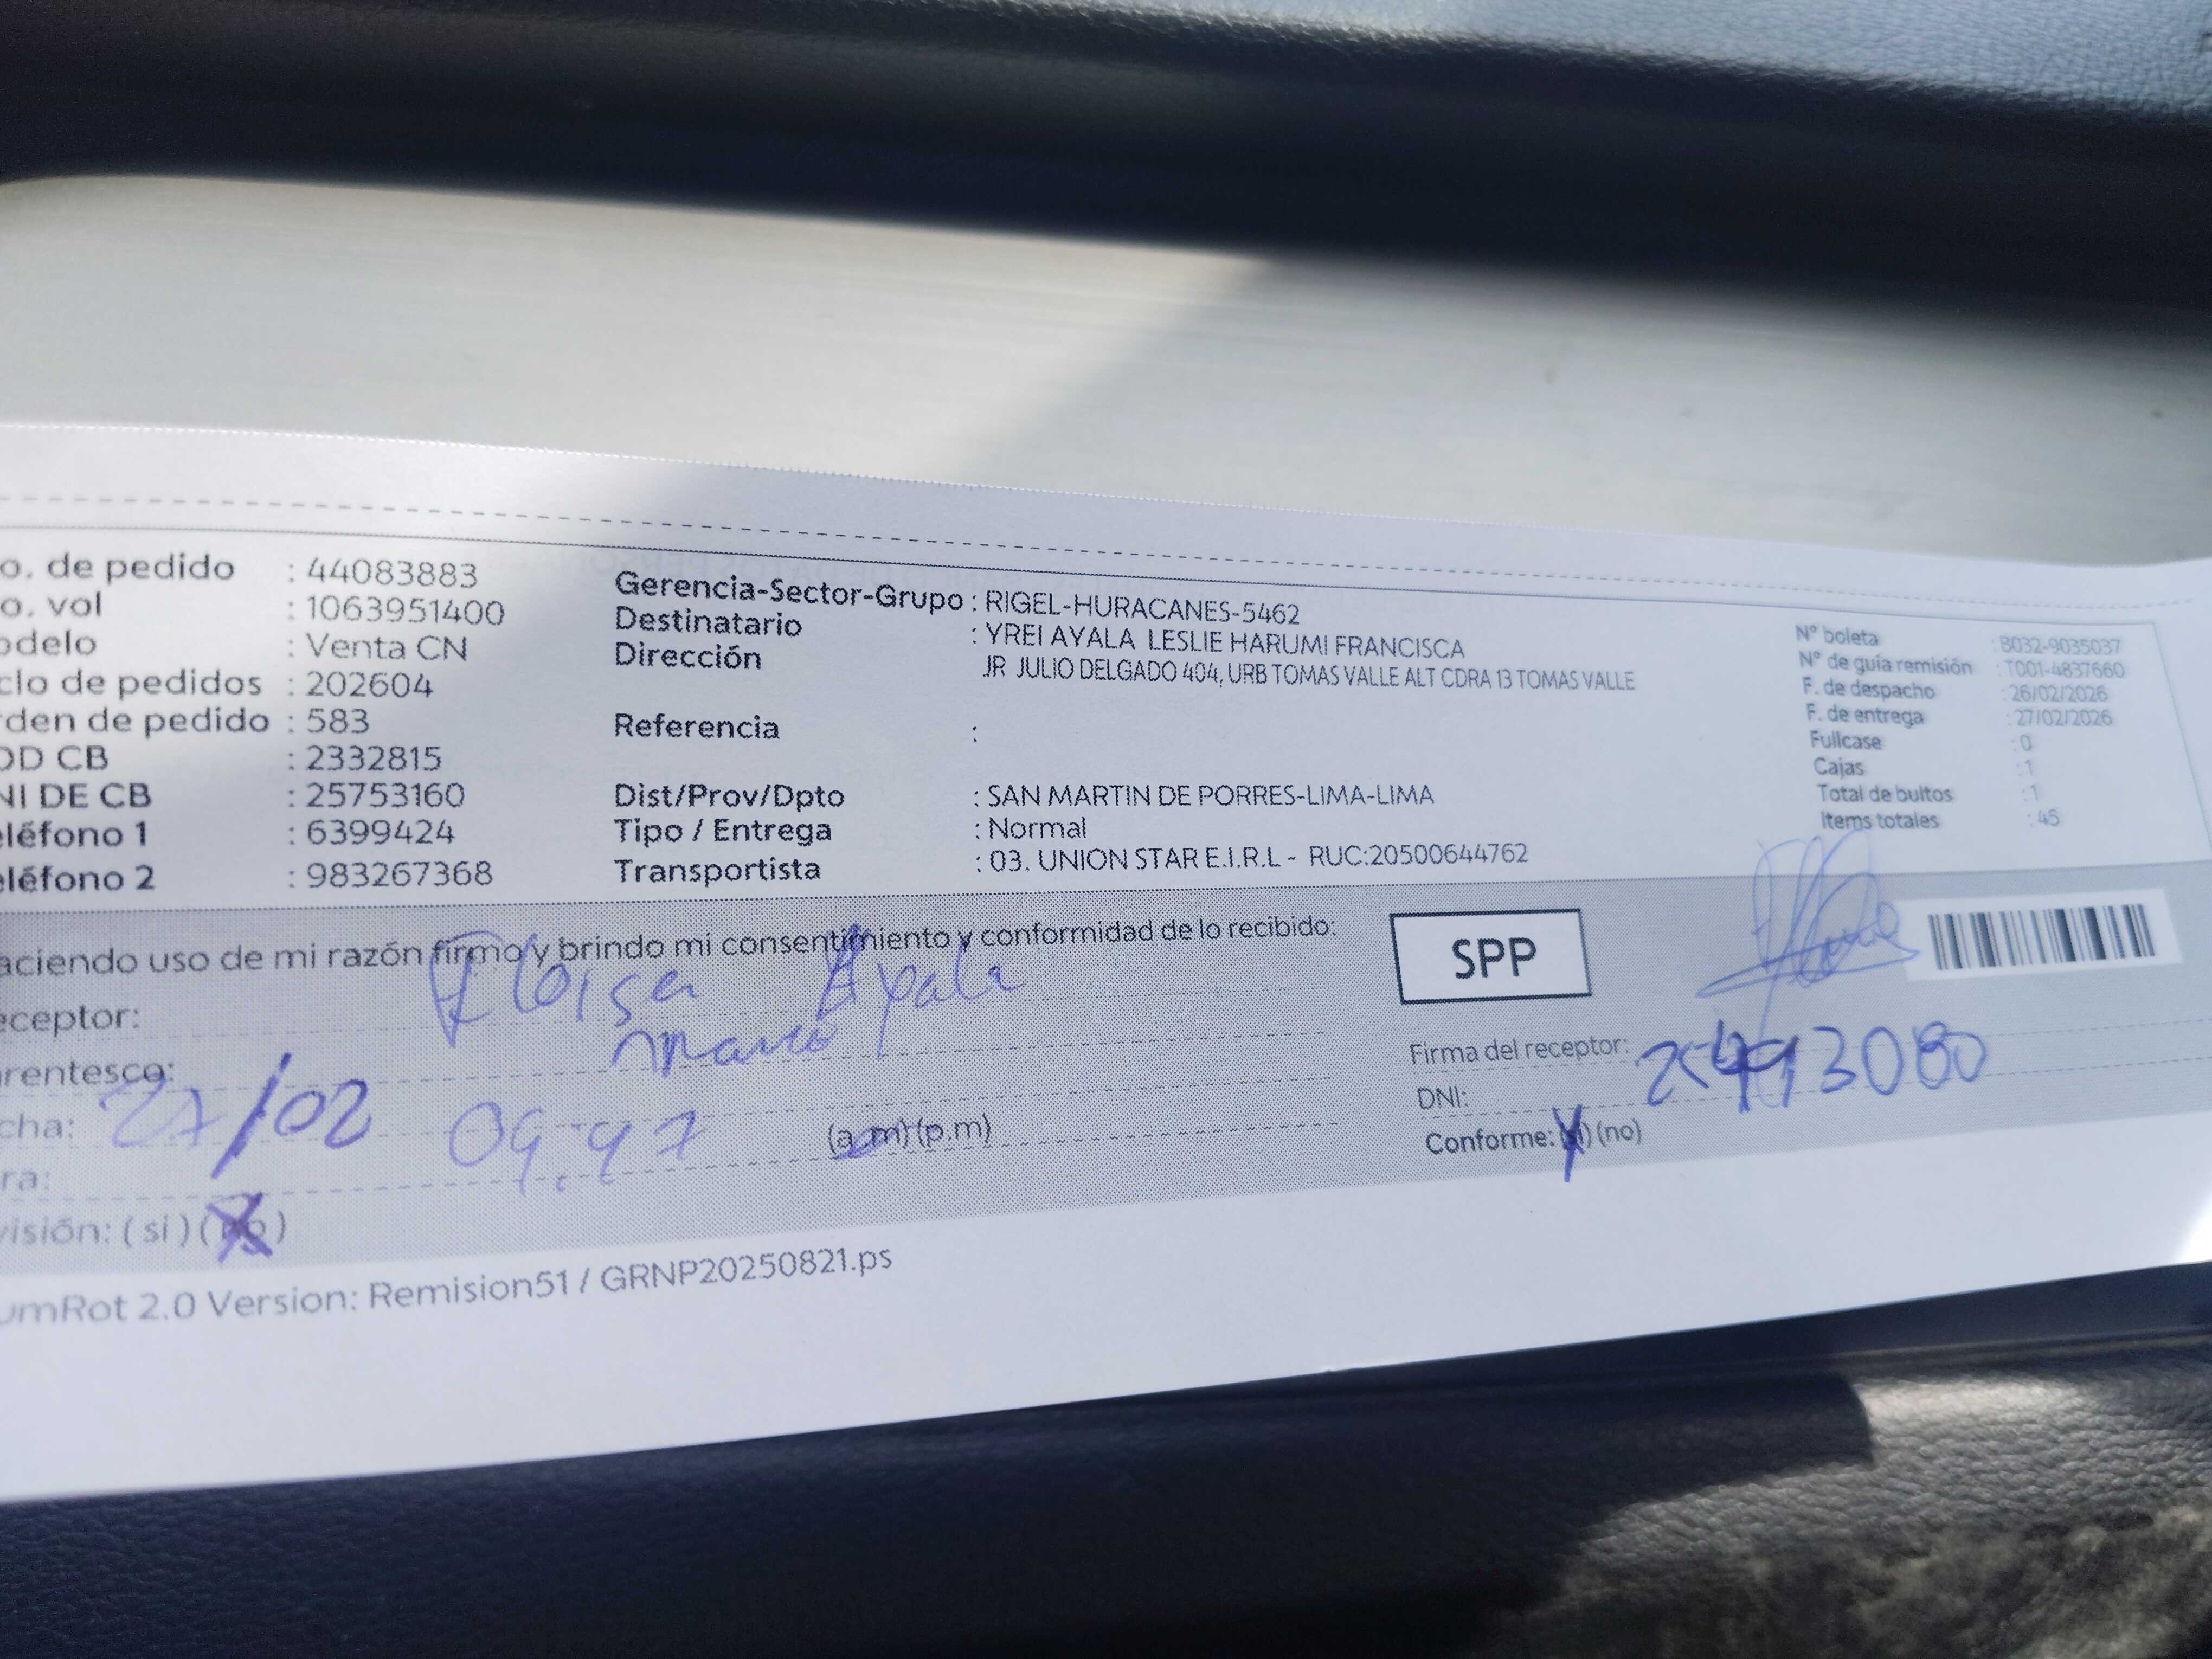 o. de pedido : 44083883
o. vol : 1063951400
odelo : Venta CN
clo de pedidos : 202604
rden de pedido : 583
OD CB : 2332815
NI DE CB : 25753160
eléfono 1 : 6399424
eléfono 2 : 983267368
Gerencia-Sector-Grupo : RIGEL-HURACANES-5462
Destinatario : YREI AYALA LESLIE HARUMI FRANCISCA
Dirección JR JULIO DELGADO 404, URB TOMAS VALLE ALT CDRA 13 TOMAS VALLE
Referencia :
Dist/Prov/Dpto : SAN MARTIN DE PORRES-LIMA-LIMA
Tipo / Entrega : Normal
Transportista : 03. UNION STAR E.I.R.L - RUC:20500644762
N° boleta : B032-9035037
N° de guía remisión : T001-4837660
F. de despacho : 26/02/2026
F. de entrega : 27/02/2026
Fullcase : 0
Cajas : 1
Total de bultos : 1
Items totales : 45
aciendo uso de mi razón firmo y brindo mi consentimiento y conformidad de lo recibido:
SPP
eceptor: Eloisa Ayala
rentesco:
cha: 27/02
ra: (a.m) (p.m)
visión: ( si ) ( no )
Firma del receptor:
DNI:
Conforme: (si) (no)
umRot 2.0 Version: Remision51 / GRNP20250821.ps